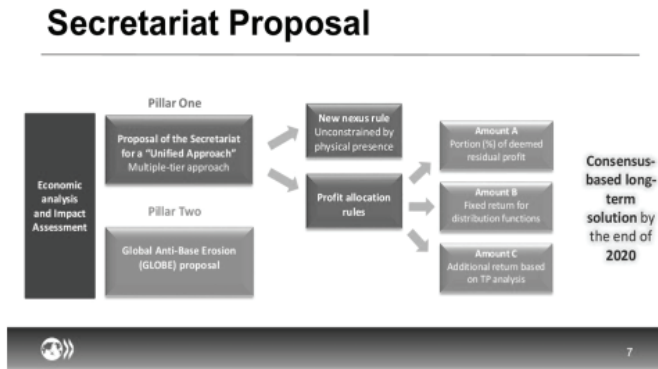 Secretariat Proposal
Pillar One
Proposal of the Secretariat
for a "Unified Approach"
Multiple-tier approach
New nexus rule
Unconstrained by
physical presence
Profit allocation
rules
Amount A
Portion (%) of deemed
residual profit
Amount B
Fixed return for
distribution functions
Amount C
Additional return based
on TP analysis
Economic
analysis
and Impact
Assessment
Pillar Two
Global Anti-Base Erosion
(GLOBE) proposal
Consensus-
based long-
term
solution by
the end of
2020
7